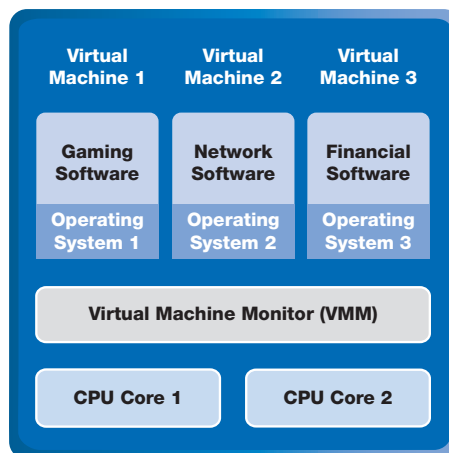 Virtual Machine 1
Virtual Machine 2
Virtual Machine 3
Gaming Software
Network Software
Financial Software
Operating System 1
Operating System 2
Operating System 3
Virtual Machine Monitor (VMM)
CPU Core 1
CPU Core 2